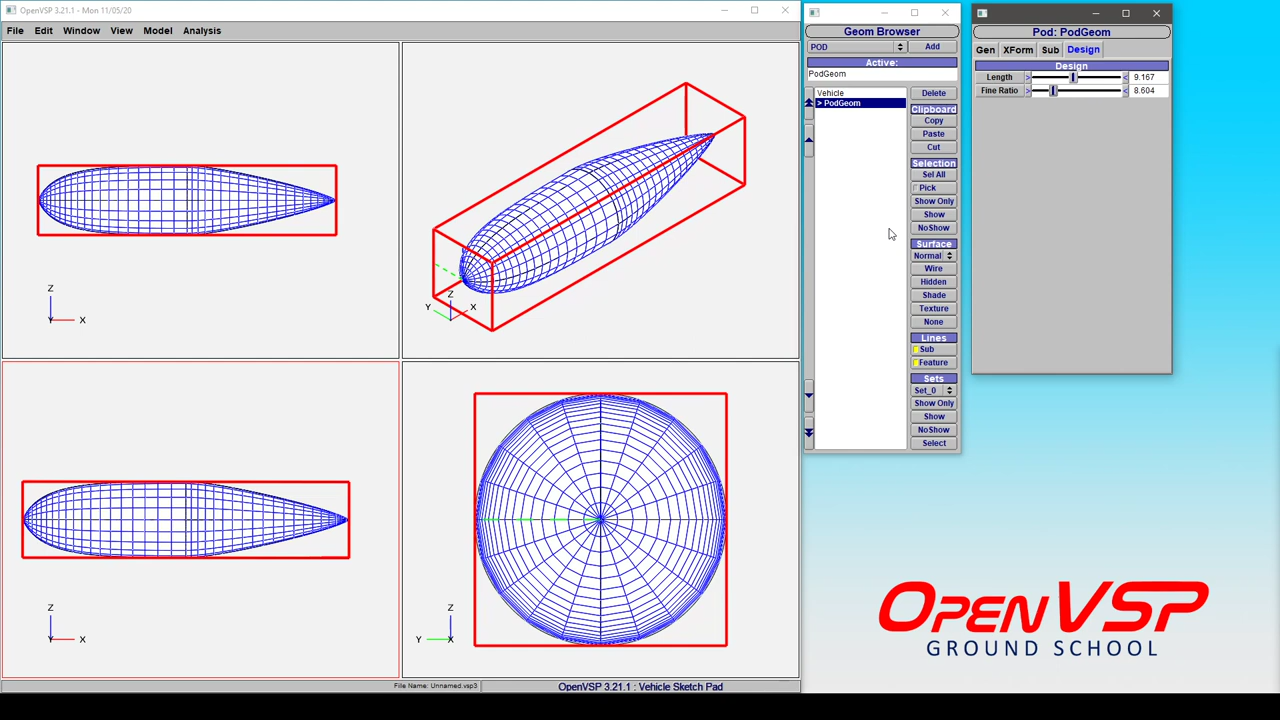 OpenVSP 3.21.1 - Mon 11/05/20
File Edit Window View Model Analysis
Z
Y X
Z
Y X
Z
Y X
Z
Y X
File Name: Unnamed.vsp3
OpenVSP 3.21.1 : Vehicle Sketch Pad
Geom Browser
POD Add
Active:
PodGeom
Vehicle
> PodGeom
Delete
Clipboard
Copy
Paste
Cut
Selection
Sel All
Pick
Show Only
Show
NoShow
Surface
Normal
Wire
Hidden
Shade
Texture
None
Lines
Sub
Feature
Sets
Set_0
Show Only
Show
NoShow
Select
Pod: PodGeom
Gen XForm Sub Design
Design
Length > < 9.167
Fine Ratio > < 8.604
OPENVSP
GROUND SCHOOL